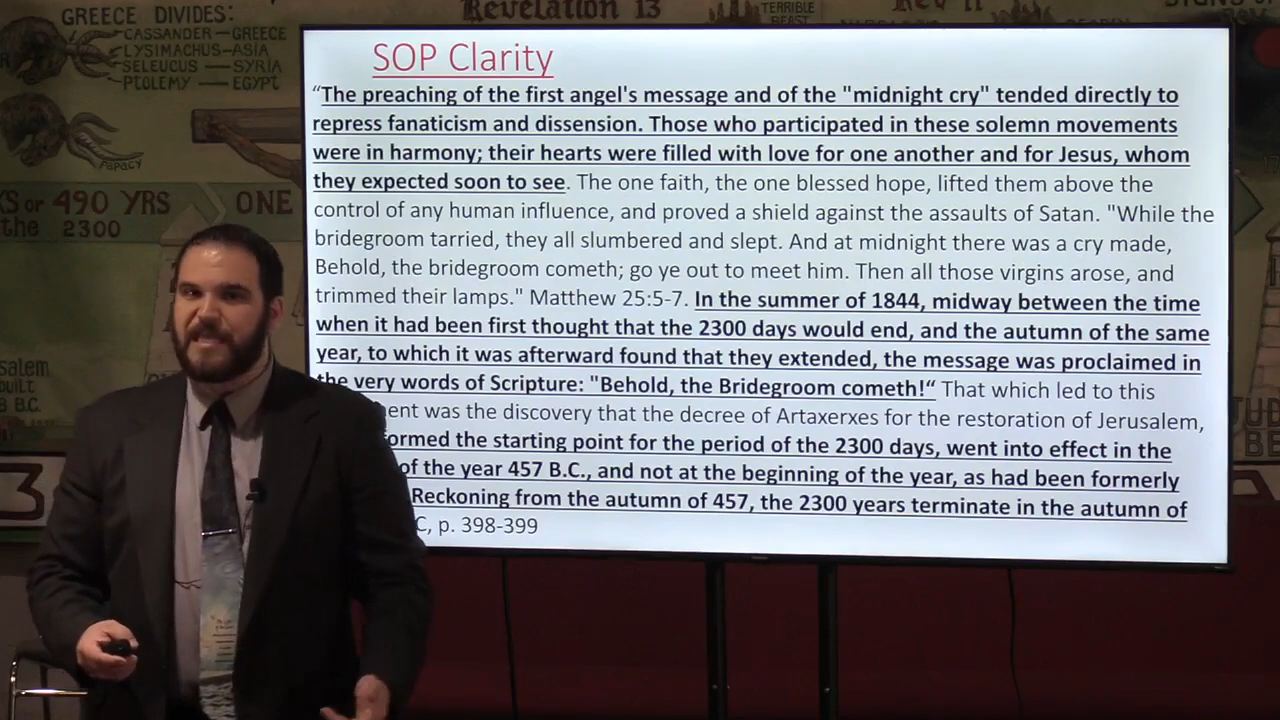 GREECE DIVIDES:
CASSANDER-GREECE
LYSIMACHUS-ASIA
SELEUCUS - SYRIA
PTOLEMY - EGYPT
PAPACY
Revelation 13
TERRIBLE
BEAST
Rev 11
S or 490 YRS
the 2300
ONE
SOP Clarity
“The preaching of the first angel's message and of the "midnight cry" tended directly to
repress fanaticism and dissension. Those who participated in these solemn movements
were in harmony; their hearts were filled with love for one another and for Jesus, whom
they expected soon to see. The one faith, the one blessed hope, lifted them above the
control of any human influence, and proved a shield against the assaults of Satan. "While the
bridegroom tarried, they all slumbered and slept. And at midnight there was a cry made,
Behold, the bridegroom cometh; go ye out to meet him. Then all those virgins arose, and
trimmed their lamps." Matthew 25:5-7. In the summer of 1844, midway between the time
when it had been first thought that the 2300 days would end, and the autumn of the same
year, to which it was afterward found that they extended, the message was proclaimed in
the very words of Scripture: "Behold, the Bridegroom cometh!“ That which led to this
ent was the discovery that the decree of Artaxerxes for the restoration of Jerusalem,
ormed the starting point for the period of the 2300 days, went into effect in the
of the year 457 B.C., and not at the beginning of the year, as had been formerly
Reckoning from the autumn of 457, the 2300 years terminate in the autumn of
C, p. 398-399
salem
uilt
B.C.
3